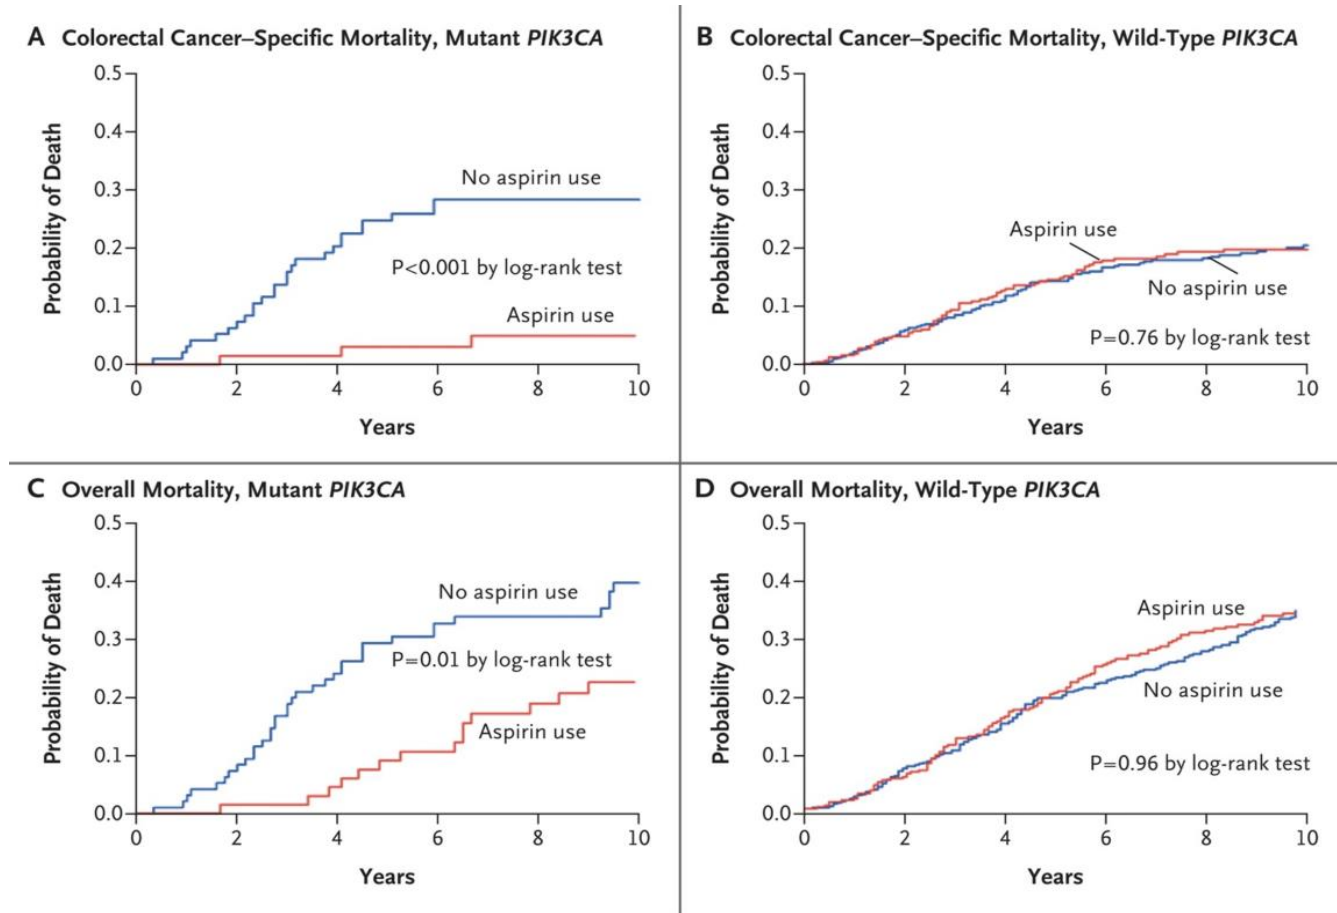 A Colorectal Cancer–Specific Mortality, Mutant PIK3CA
0.5
0.4
0.3
0.2
0.1
0.0
Probability of Death
No aspirin use
P<0.001 by log-rank test
Aspirin use
0 2 4 6 8 10
Years
B Colorectal Cancer–Specific Mortality, Wild-Type PIK3CA
0.5
0.4
0.3
0.2
0.1
0.0
Probability of Death
Aspirin use
No aspirin use
P=0.76 by log-rank test
0 2 4 6 8 10
Years
C Overall Mortality, Mutant PIK3CA
0.5
0.4
0.3
0.2
0.1
0.0
Probability of Death
No aspirin use
P=0.01 by log-rank test
Aspirin use
0 2 4 6 8 10
Years
D Overall Mortality, Wild-Type PIK3CA
0.5
0.4
0.3
0.2
0.1
0.0
Probability of Death
Aspirin use
No aspirin use
P=0.96 by log-rank test
0 2 4 6 8 10
Years